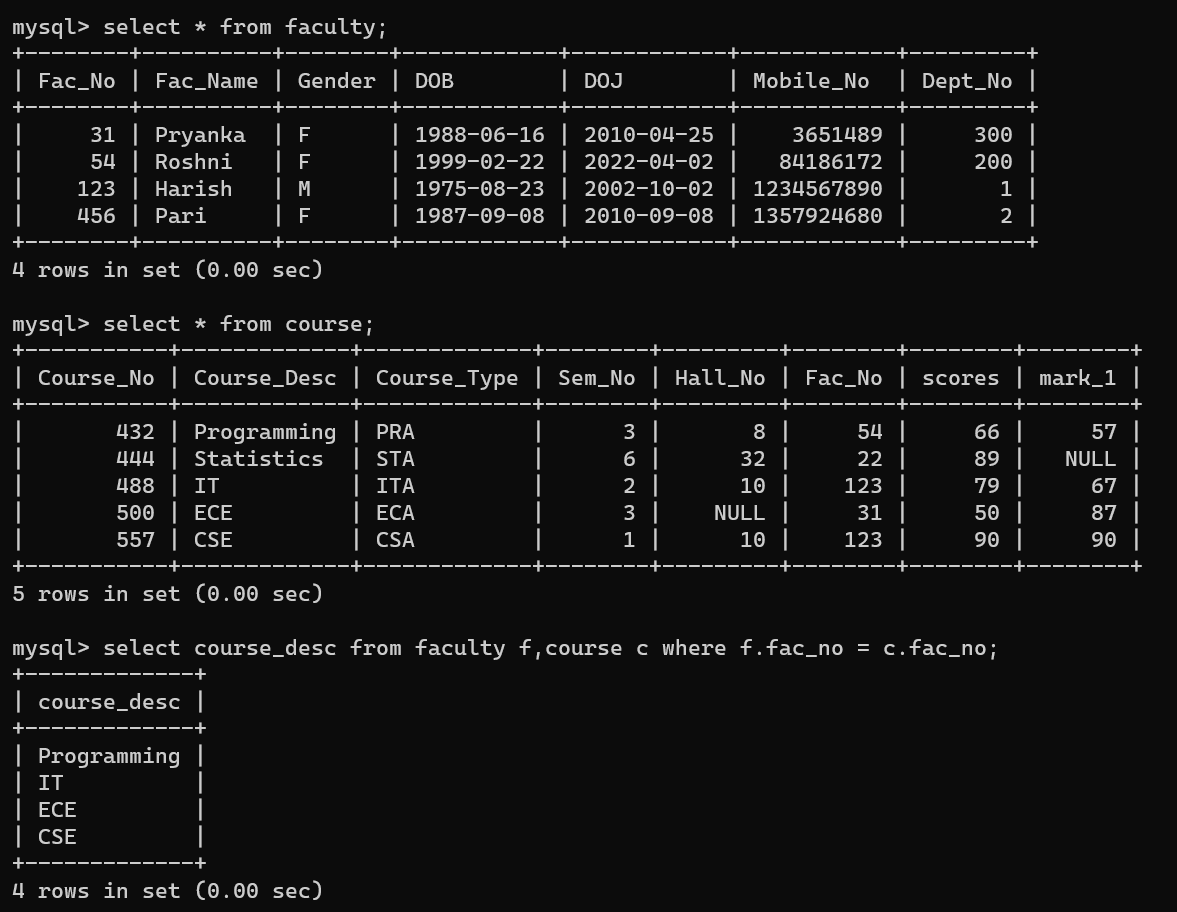 mysql> select * from faculty;
+--------+----------+--------+------------+------------+------------+---------+
| Fac_No | Fac_Name | Gender | DOB        | DOJ        | Mobile_No  | Dept_No |
+--------+----------+--------+------------+------------+------------+---------+
|     31 | Pryanka  | F      | 1988-06-16 | 2010-04-25 |    3651489 |     300 |
|     54 | Roshni   | F      | 1999-02-22 | 2022-04-02 |   84186172 |     200 |
|    123 | Harish   | M      | 1975-08-23 | 2002-10-02 | 1234567890 |       1 |
|    456 | Pari     | F      | 1987-09-08 | 2010-09-08 | 1357924680 |       2 |
+--------+----------+--------+------------+------------+------------+---------+
4 rows in set (0.00 sec)

mysql> select * from course;
+-----------+-------------+-------------+--------+---------+--------+--------+--------+
| Course_No | Course_Desc | Course_Type | Sem_No | Hall_No | Fac_No | scores | mark_1 |
+-----------+-------------+-------------+--------+---------+--------+--------+--------+
|       432 | Programming | PRA         |      3 |       8 |     54 |     66 |     57 |
|       444 | Statistics  | STA         |      6 |      32 |     22 |     89 |   NULL |
|       488 | IT          | ITA         |      2 |      10 |    123 |     79 |     67 |
|       500 | ECE         | ECA         |      3 |    NULL |     31 |     50 |     87 |
|       557 | CSE         | CSA         |      1 |      10 |    123 |     90 |     90 |
+-----------+-------------+-------------+--------+---------+--------+--------+--------+
5 rows in set (0.00 sec)

mysql> select course_desc from faculty f,course c where f.fac_no = c.fac_no;
+-------------+
| course_desc |
+-------------+
| Programming |
| IT          |
| ECE         |
| CSE         |
+-------------+
4 rows in set (0.00 sec)